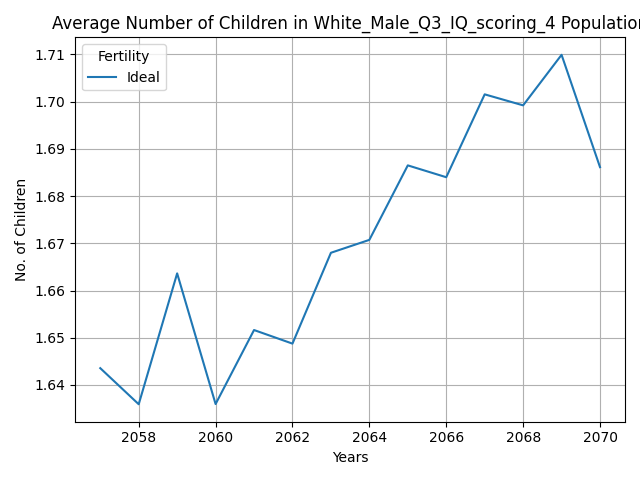 Average Number of Children in White_Male_Q3_IQ_scoring_4 Population
Fertility
Ideal
No. of Children
1.71
1.70
1.69
1.68
1.67
1.66
1.65
1.64
2058 2060 2062 2064 2066 2068 2070
Years